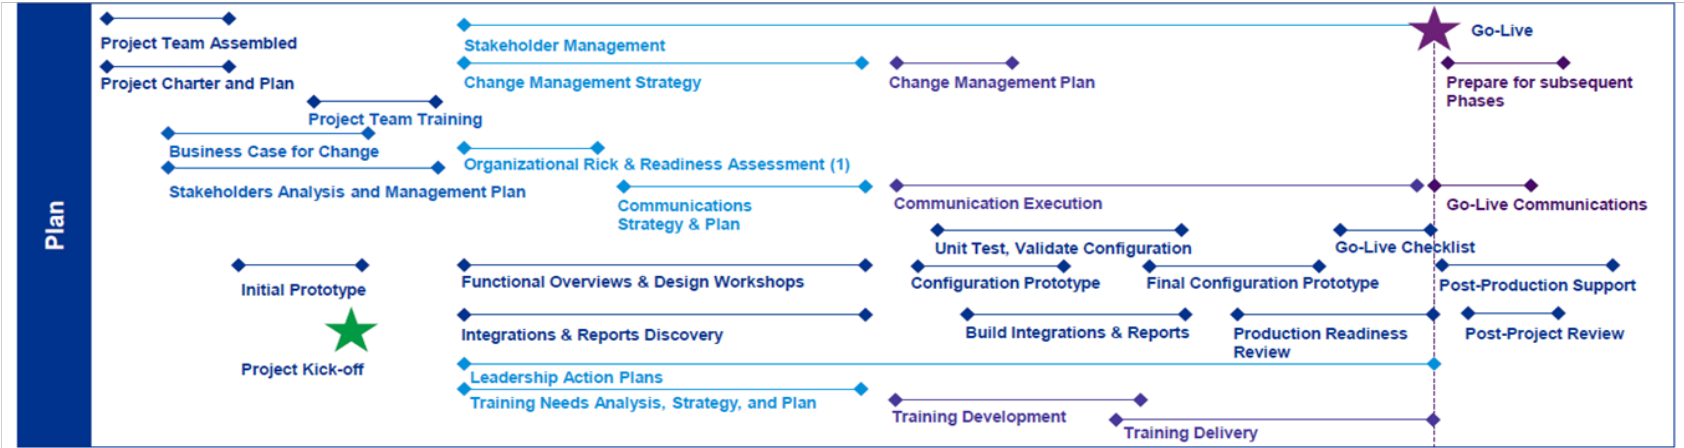 Plan
Project Team Assembled
Stakeholder Management
Go-Live
Project Charter and Plan
Change Management Strategy
Change Management Plan
Prepare for subsequent
Phases
Project Team Training
Business Case for Change
Organizational Rick & Readiness Assessment (1)
Stakeholders Analysis and Management Plan
Communications
Strategy & Plan
Communication Execution
Go-Live Communications
Unit Test, Validate Configuration
Go-Live Checklist
Initial Prototype
Functional Overviews & Design Workshops
Configuration Prototype
Final Configuration Prototype
Post-Production Support
Integrations & Reports Discovery
Build Integrations & Reports
Production Readiness
Review
Post-Project Review
Project Kick-off
Leadership Action Plans
Training Needs Analysis, Strategy, and Plan
Training Development
Training Delivery